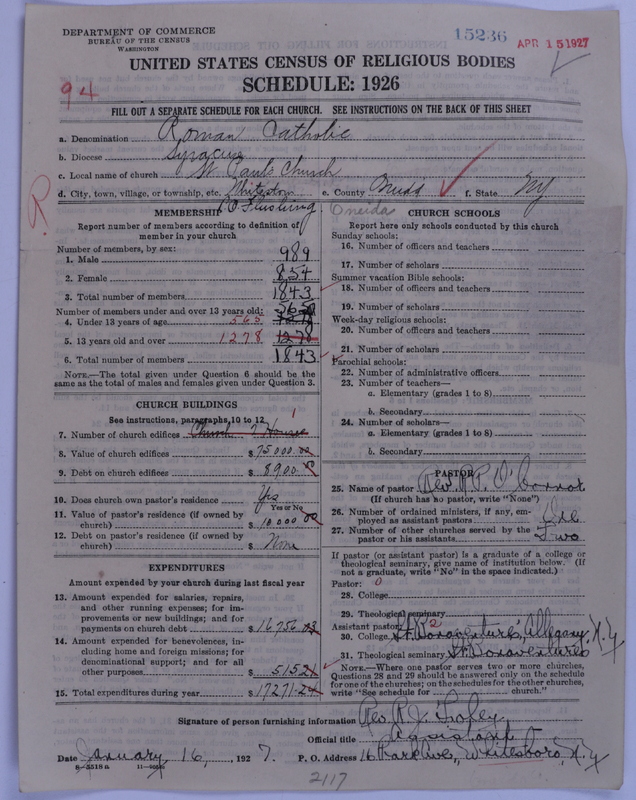 DEPARTMENT OF COMMERCE
BUREAU OF THE CENSUS
WASHINGTON
15236
APR 15 1927
UNITED STATES CENSUS OF RELIGIOUS BODIES
SCHEDULE: 1926
94
FILL OUT A SEPARATE SCHEDULE FOR EACH CHURCH. SEE INSTRUCTIONS ON THE BACK OF THIS SHEET
a. Denomination Roman Catholic
b. Diocese Syracuse
c. Local name of church St Paul's Church
d. City, town, village, or township, etc. e. County f. State NY
Oneida
MEMBERSHIP
Report number of members according to definition of member in your church
Number of members, by sex:
1. Male 989
2. Female 854
3. Total number of members 1843
Number of members under and over 13 years old:
4. Under 13 years of age 565
5. 13 years old and over 1278 1278
6. Total number of members 1843
NOTE.—The total given under Question 6 should be the same as the total of males and females given under Question 3.
CHURCH BUILDINGS
See instructions, paragraphs, 10 to 12
7. Number of church edifices Church 1
8. Value of church edifices $ 75000.00
9. Debt on church edifices $ 8900
10. Does church own pastor's residence Yes
Yes or No
11. Value of pastor's residence (if owned by church) $ 10000 00
12. Debt on pastor's residence (if owned by church) $ None
EXPENDITURES
Amount expended by your church during last fiscal year
13. Amount expended for salaries, repairs, and other running expenses; for improvements or new buildings; and for payments on church debt $ 16756.03
14. Amount expended for benevolences, including home and foreign missions; for denominational support; and for all other purposes $ 515.21
15. Total expenditures during year $ 17271.24
CHURCH SCHOOLS
Report here only schools conducted by this church
Sunday schools:
16. Number of officers and teachers
17. Number of scholars
Summer vacation Bible schools:
18. Number of officers and teachers
19. Number of scholars
Week-day religious schools:
20. Number of officers and teachers
21. Number of scholars
Parochial schools:
22. Number of administrative officers
23. Number of teachers—
a. Elementary (grades 1 to 8)
b. Secondary
24. Number of scholars—
a. Elementary (grades 1 to 8)
b. Secondary
PASTOR
25. Name of pastor Rev.
(If church has no pastor, write "None")
26. Number of ordained ministers, if any, employed as assistant pastors One
27. Number of other churches served by the pastor or his assistants Two
If pastor (or assistant pastor) is a graduate of a college or theological seminary, give name of institution below. (If not a graduate, write "No" in the space indicated.)
Pastor: 0
28. College
29. Theological seminary
Assistant pastor: 2
30. College St. Bonaventure's, Allegany, N.Y
31. Theological seminary St. Bonaventures
NOTE.—Where one pastor serves two or more churches, Questions 28 and 29 should be answered only on the schedule for one of the churches; on the schedules for the other churches, write "See schedule for church."
Signature of person furnishing information Rev.
Official title Assistant
Date January 16, 1927. P. O. Address 16 Park Ave., Whitesboro, N.Y
8-3518a
2117